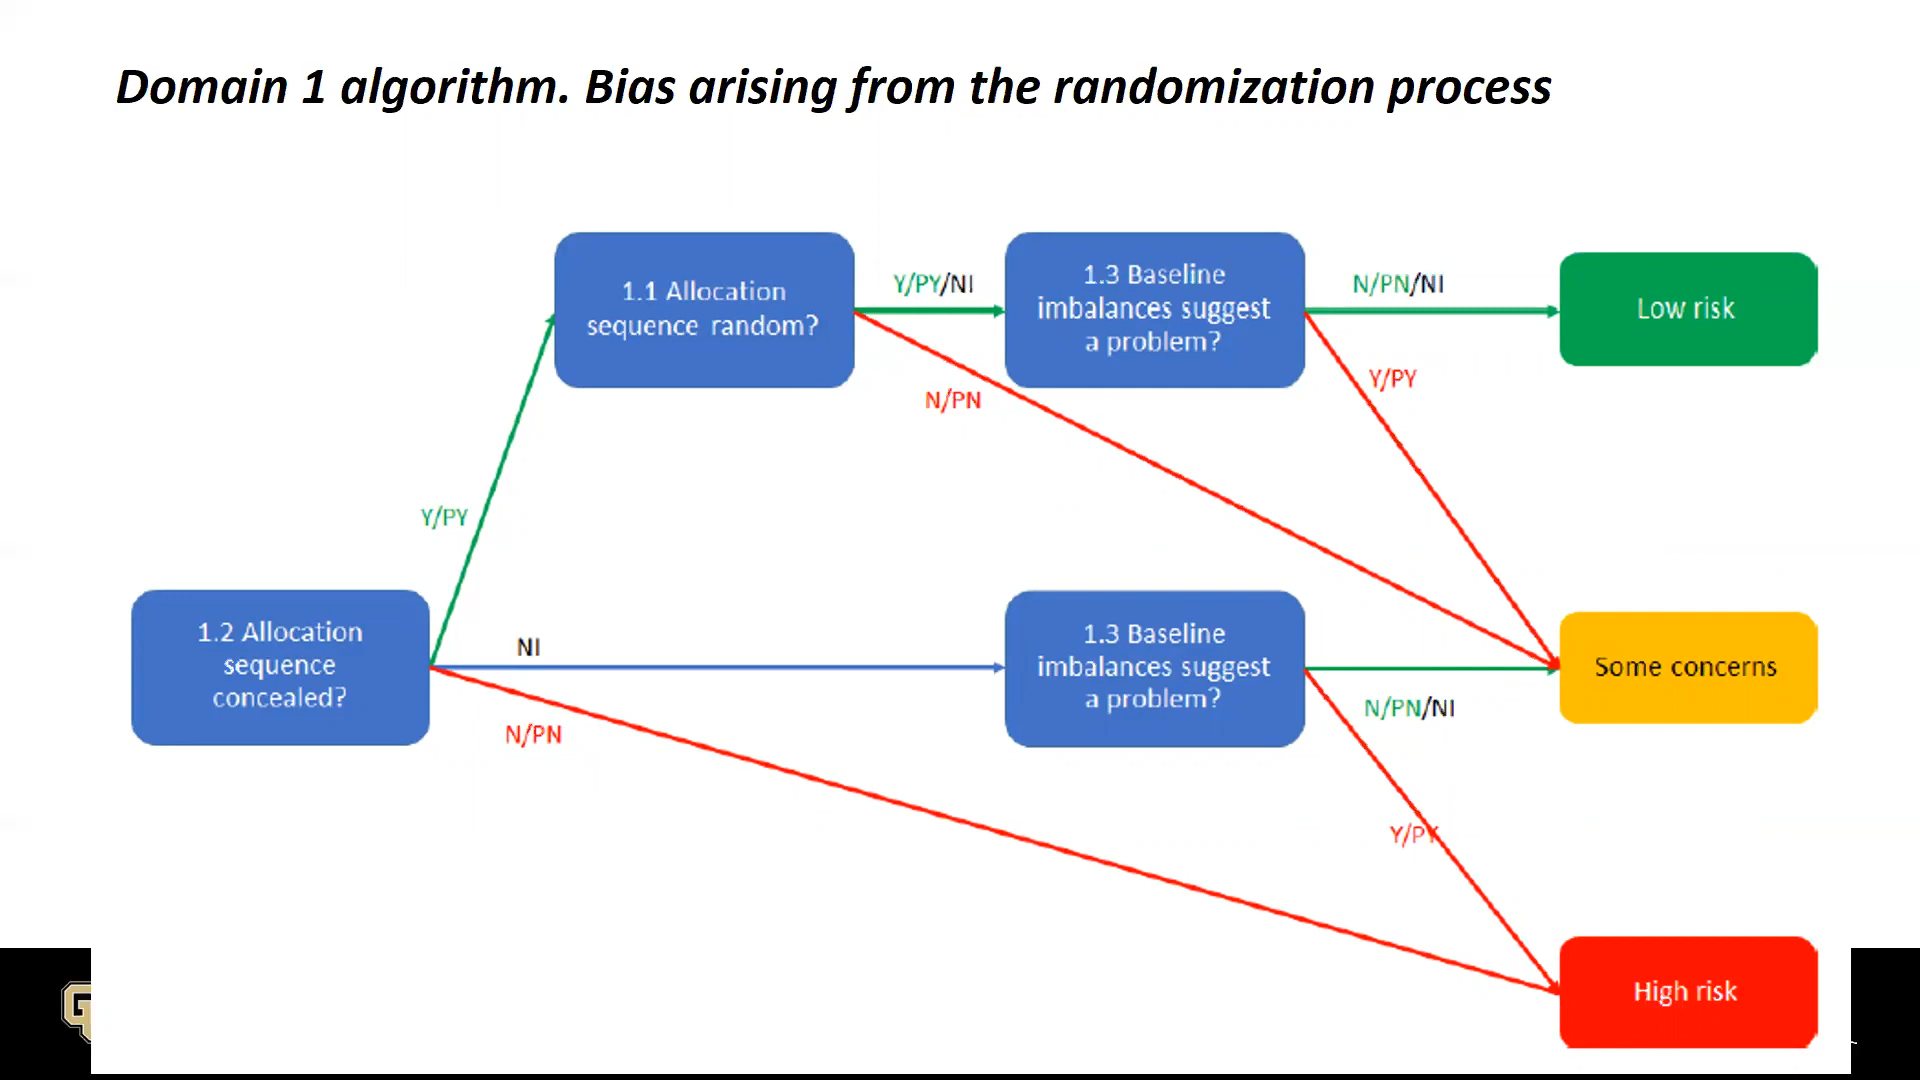 Domain 1 algorithm. Bias arising from the randomization process
1.1 Allocation
sequence random?
Y/PY/NI
N/PN
1.3 Baseline
imbalances suggest
a problem?
N/PN/NI
Y/PY
Low risk
Y/PY
1.2 Allocation
sequence
concealed?
NI
N/PN
1.3 Baseline
imbalances suggest
a problem?
N/PN/NI
Y/PY
Some concerns
High risk